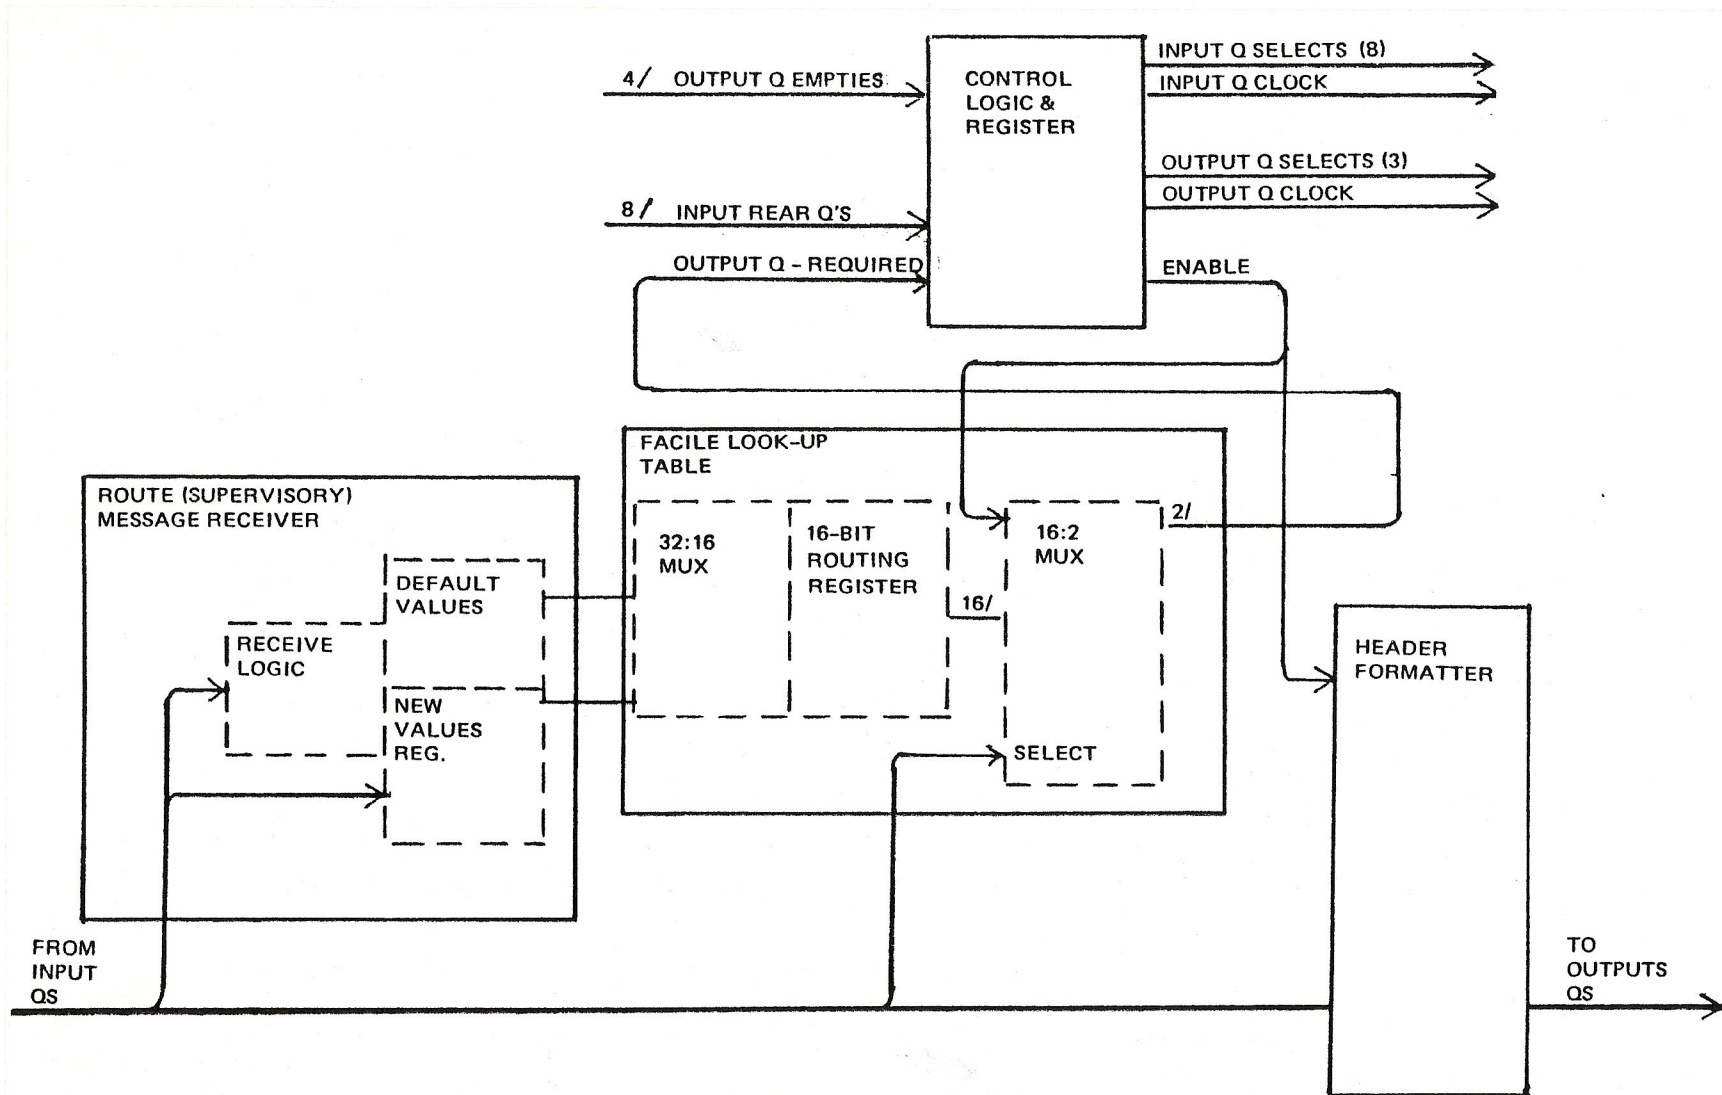 4/ OUTPUT Q EMPTIES
8/ INPUT REAR Q'S
OUTPUT Q - REQUIRED
CONTROL
LOGIC &
REGISTER
INPUT Q SELECTS (8)
INPUT Q CLOCK
OUTPUT Q SELECTS (3)
OUTPUT Q CLOCK
ENABLE
FACILE LOOK-UP
TABLE
32:16
MUX
16-BIT
ROUTING
REGISTER
16/
16:2
MUX
SELECT
2/
ROUTE (SUPERVISORY)
MESSAGE RECEIVER
RECEIVE
LOGIC
DEFAULT
VALUES
NEW
VALUES
REG.
HEADER
FORMATTER
FROM
INPUT
QS
TO
OUTPUTS
QS